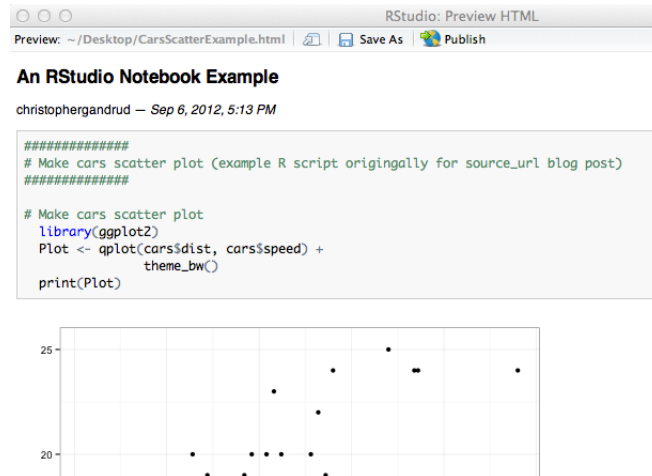 RStudio: Preview HTML
Preview: ~/Desktop/CarsScatterExample.html Save As Publish
An RStudio Notebook Example
christophergandrud — Sep 6, 2012, 5:13 PM
##############
# Make cars scatter plot (example R script origingally for source_url blog post)
##############
# Make cars scatter plot
library(ggplot2)
Plot <- qplot(cars$dist, cars$speed) +
theme_bw()
print(Plot)
25
20